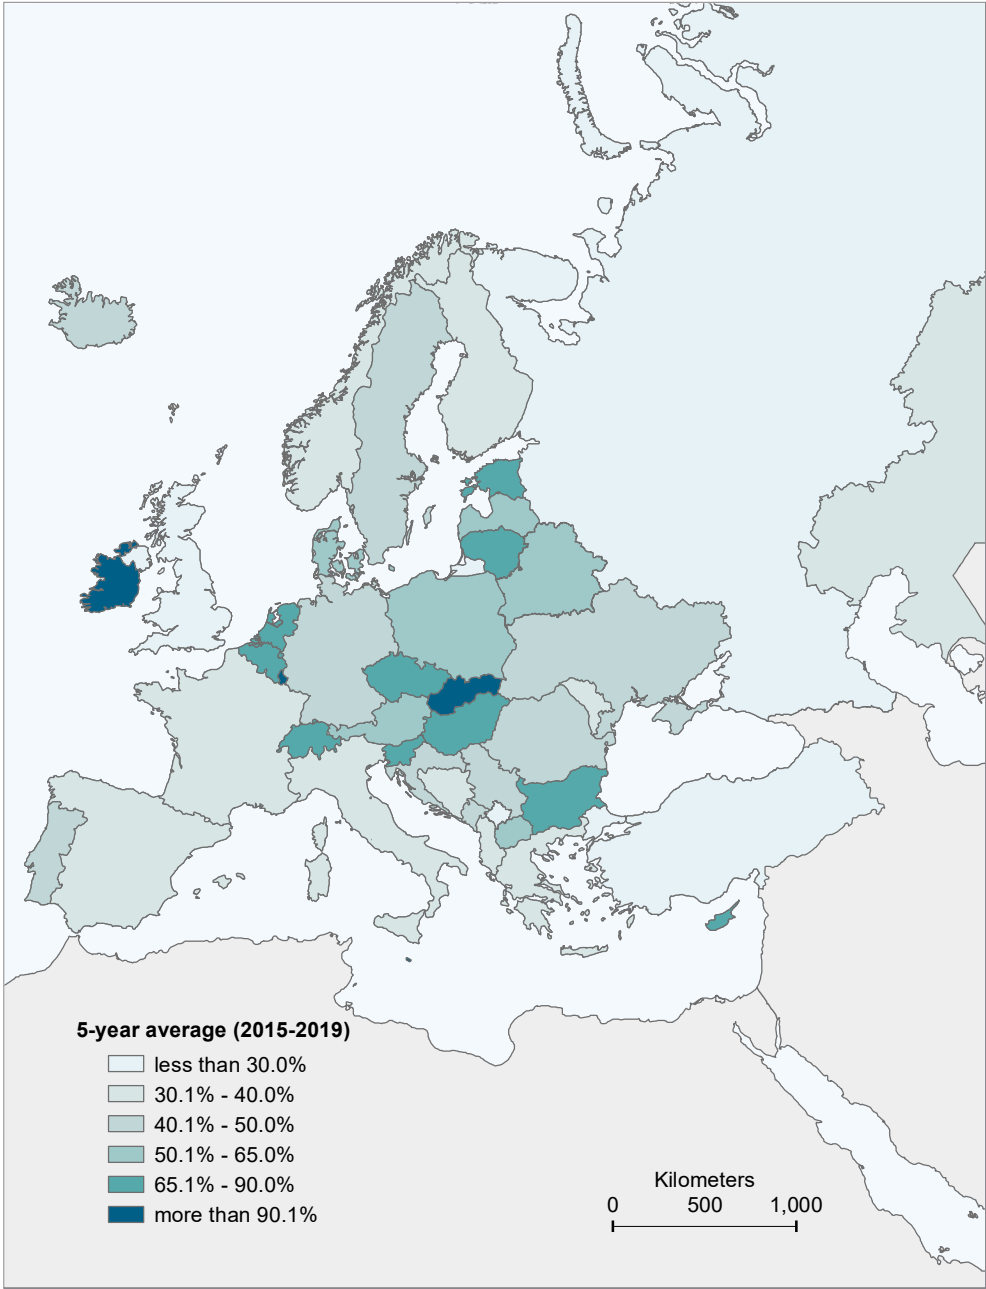 5-year average (2015-2019)
less than 30.0%
30.1% - 40.0%
40.1% - 50.0%
50.1% - 65.0%
65.1% - 90.0%
more than 90.1%
Kilometers
0 500 1,000